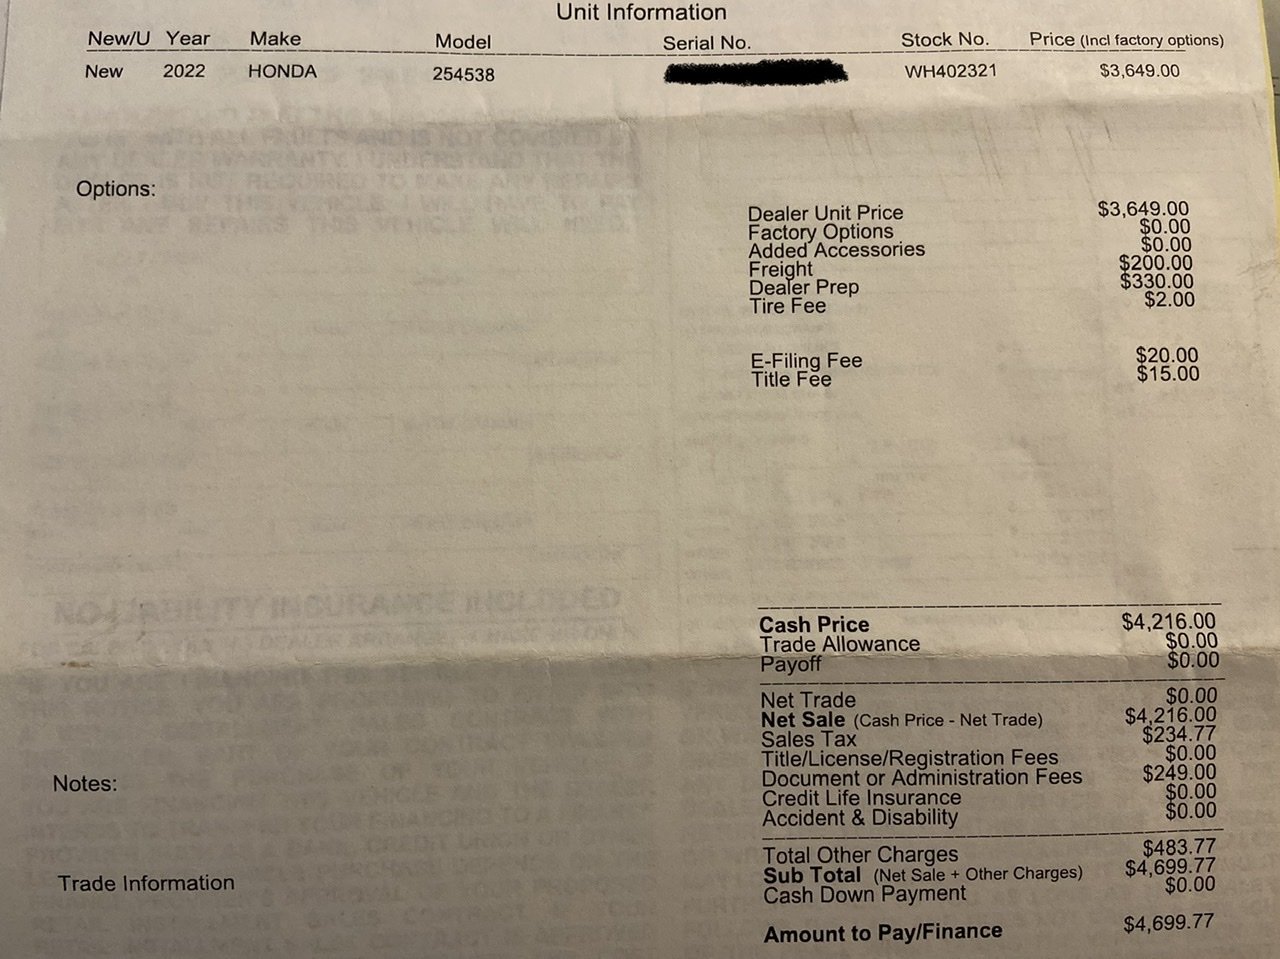 Unit Information
New/U Year Make Model Serial No. Stock No. Price (Incl factory options)
New 2022 HONDA 254538 WH402321 $3,649.00
Options:
Dealer Unit Price $3,649.00
Factory Options $0.00
Added Accessories $0.00
Freight $200.00
Dealer Prep $330.00
Tire Fee $2.00
E-Filing Fee $20.00
Title Fee $15.00
Cash Price $4,216.00
Trade Allowance $0.00
Payoff $0.00
Net Trade $0.00
Net Sale (Cash Price - Net Trade) $4,216.00
Sales Tax $234.77
Title/License/Registration Fees $0.00
Notes:
Document or Administration Fees $249.00
Credit Life Insurance $0.00
Accident & Disability $0.00
Total Other Charges $483.77
Sub Total (Net Sale + Other Charges) $4,699.77
Trade Information
Cash Down Payment $0.00
Amount to Pay/Finance $4,699.77